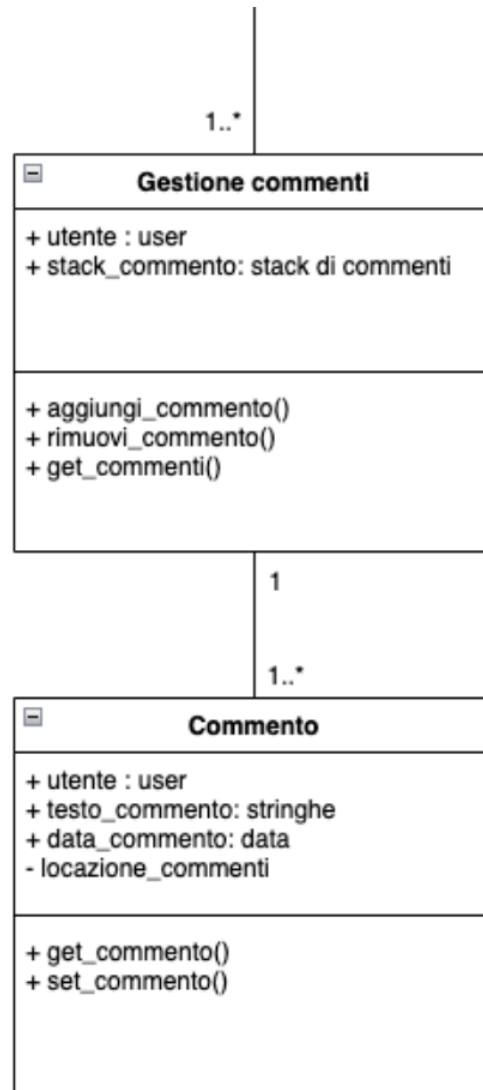 1..*
Gestione commenti
+ utente : user
+ stack_commento: stack di commenti
+ aggiungi_commento()
+ rimuovi_commento()
+ get_commenti()
1
1..*
Commento
+ utente : user
+ testo_commento: stringhe
+ data_commento: data
- locazione_commenti
+ get_commento()
+ set_commento()